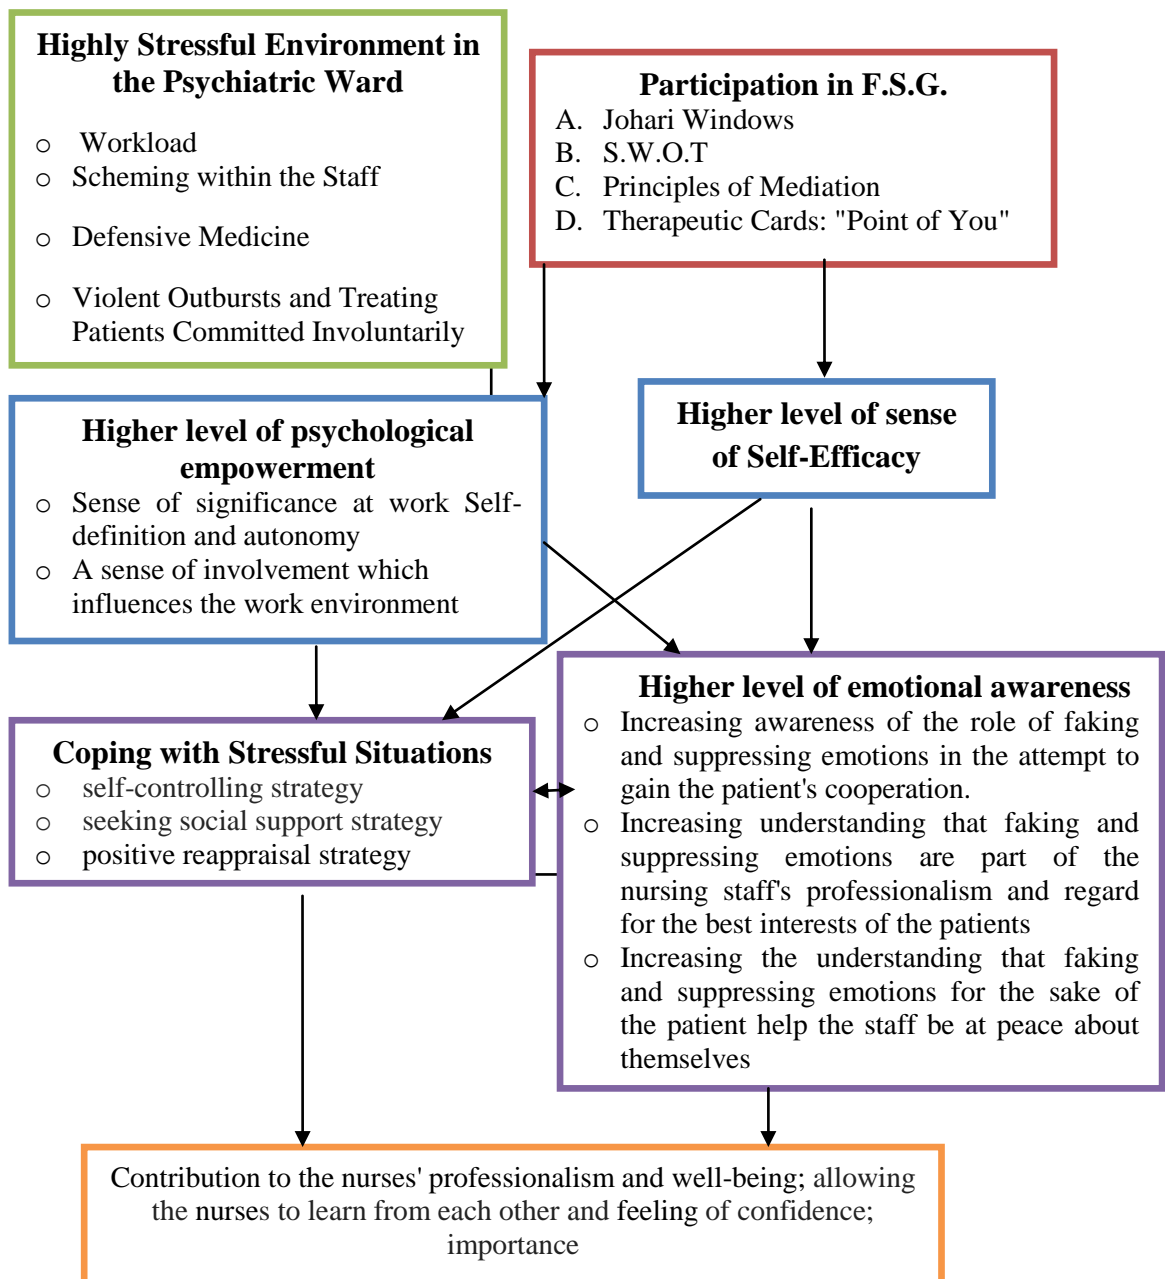 Highly Stressful Environment in
the Psychiatric Ward
o Workload
o Scheming within the Staff
o Defensive Medicine
o Violent Outbursts and Treating
Patients Committed Involuntarily
Participation in F.S.G.
A. Johari Windows
B. S.W.O.T
C. Principles of Mediation
D. Therapeutic Cards: "Point of You"
Higher level of psychological
empowerment
o Sense of significance at work Self-
definition and autonomy
o A sense of involvement which
influences the work environment
Higher level of sense
of Self-Efficacy
Coping with Stressful Situations
o self-controlling strategy
o seeking social support strategy
o positive reappraisal strategy
Higher level of emotional awareness
o Increasing awareness of the role of faking
and suppressing emotions in the attempt to
gain the patient's cooperation.
o Increasing understanding that faking and
suppressing emotions are part of the
nursing staff's professionalism and regard
for the best interests of the patients
o Increasing the understanding that faking
and suppressing emotions for the sake of
the patient help the staff be at peace about
themselves
Contribution to the nurses' professionalism and well-being; allowing
the nurses to learn from each other and feeling of confidence;
importance